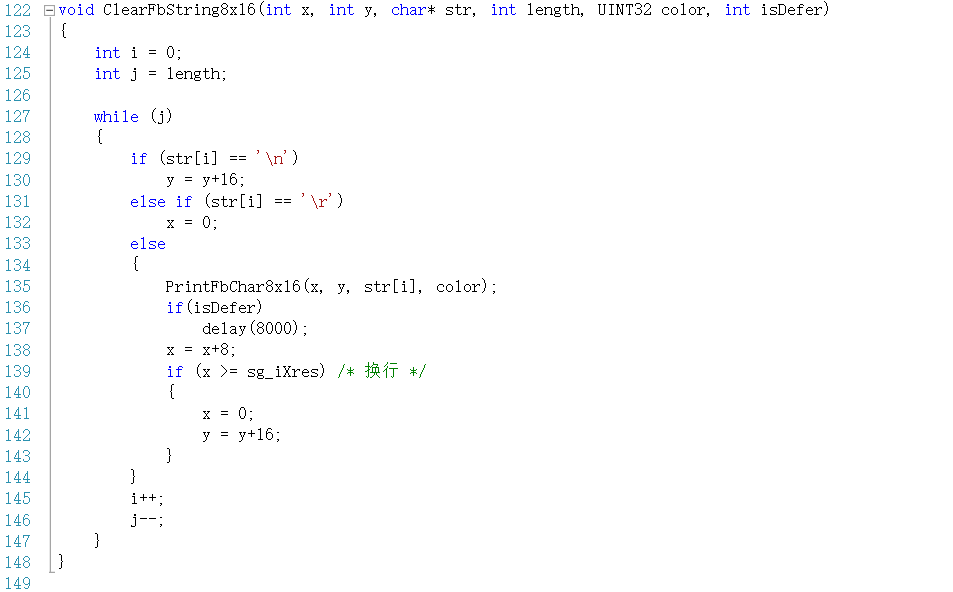 122 void ClearFbString8x16(int x, int y, char* str, int length, UINT32 color, int isDefer)
123 {
124     int i = 0;
125     int j = length;
126
127     while (j)
128     {
129         if (str[i] == '\n')
130             y = y+16;
131         else if (str[i] == '\r')
132             x = 0;
133         else
134         {
135             PrintFbChar8x16(x, y, str[i], color);
136             if(isDefer)
137                 delay(8000);
138             x = x+8;
139             if (x >= sg_iXres) /* 换行 */
140             {
141                 x = 0;
142                 y = y+16;
143             }
144         }
145         i++;
146         j--;
147     }
148 }
149